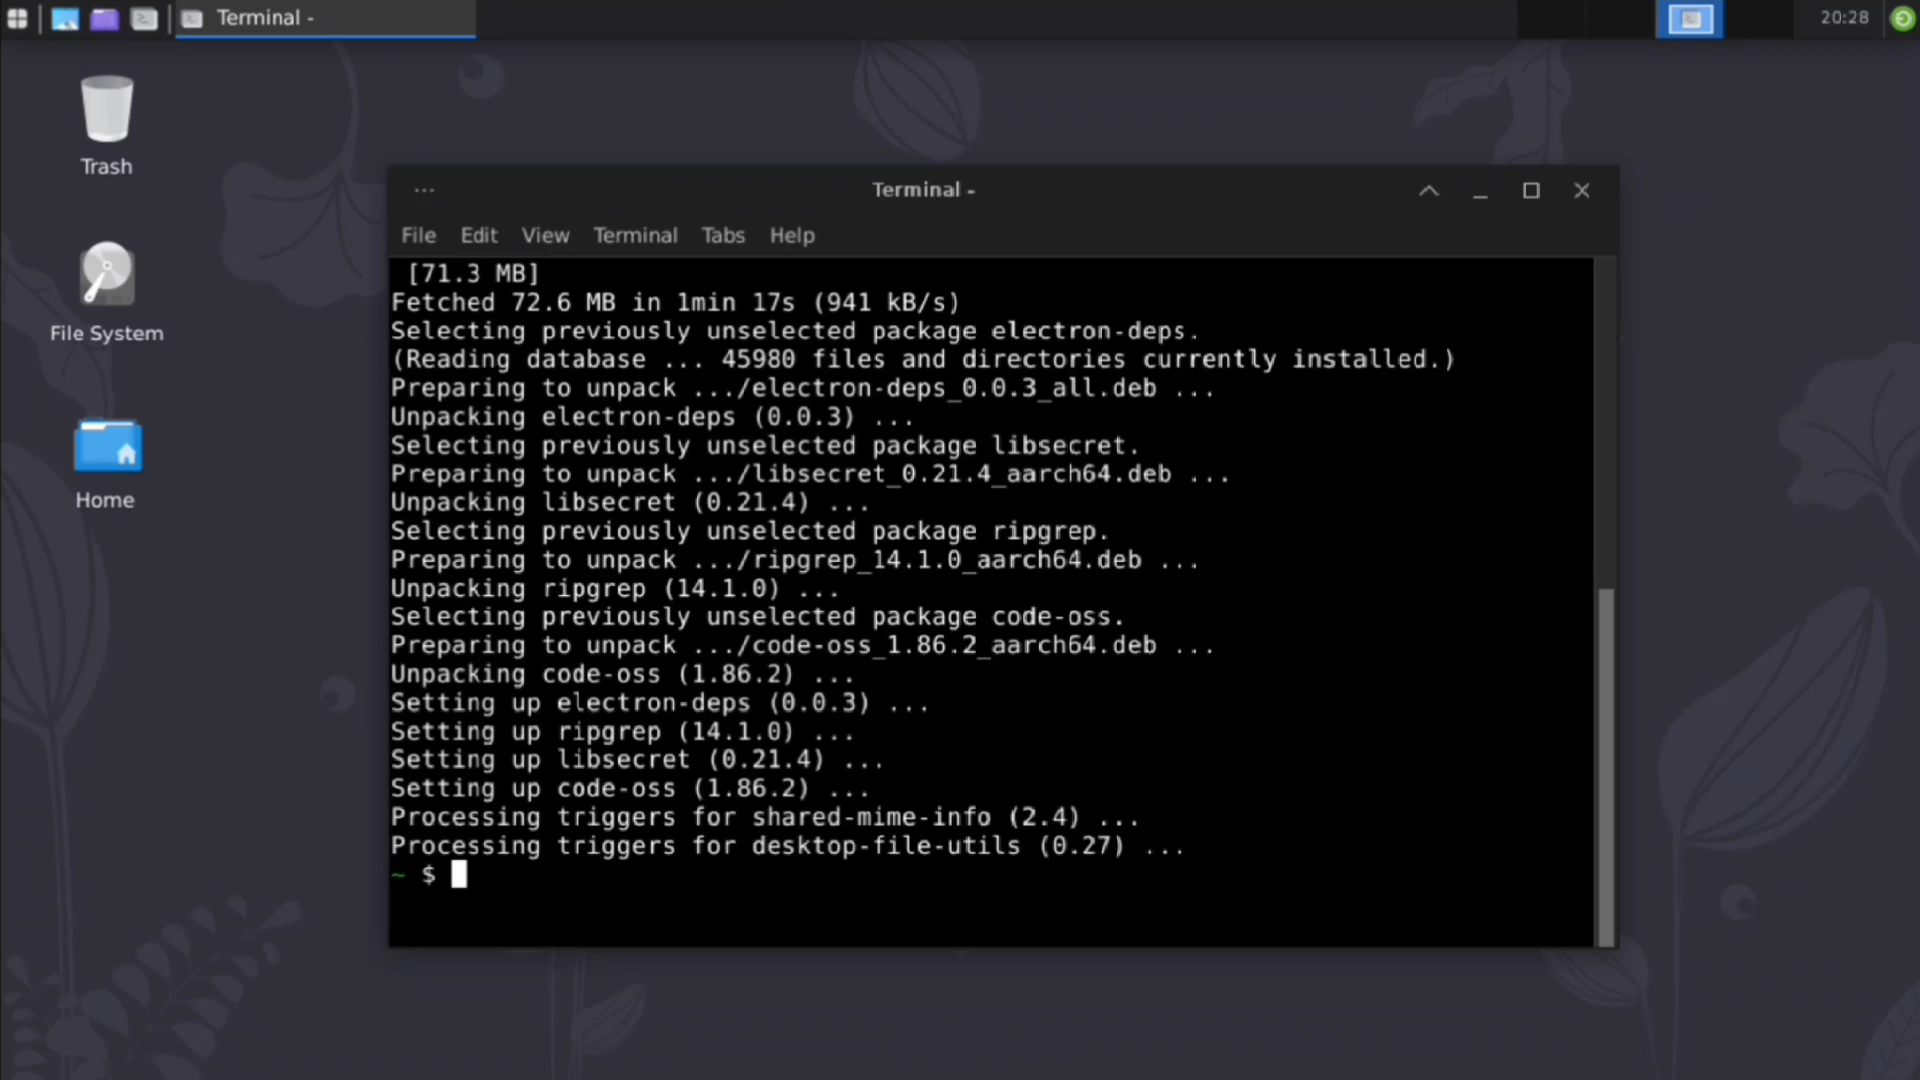 Terminal -
20:28
Trash
File System
Home
Terminal -
File Edit View Terminal Tabs Help
[71.3 MB]
Fetched 72.6 MB in 1min 17s (941 kB/s)
Selecting previously unselected package electron-deps.
(Reading database ... 45980 files and directories currently installed.)
Preparing to unpack .../electron-deps_0.0.3_all.deb ...
Unpacking electron-deps (0.0.3) ...
Selecting previously unselected package libsecret.
Preparing to unpack .../libsecret_0.21.4_aarch64.deb ...
Unpacking libsecret (0.21.4) ...
Selecting previously unselected package ripgrep.
Preparing to unpack .../ripgrep_14.1.0_aarch64.deb ...
Unpacking ripgrep (14.1.0) ...
Selecting previously unselected package code-oss.
Preparing to unpack .../code-oss_1.86.2_aarch64.deb ...
Unpacking code-oss (1.86.2) ...
Setting up electron-deps (0.0.3) ...
Setting up ripgrep (14.1.0) ...
Setting up libsecret (0.21.4) ...
Setting up code-oss (1.86.2) ...
Processing triggers for shared-mime-info (2.4) ...
Processing triggers for desktop-file-utils (0.27) ...
~ $